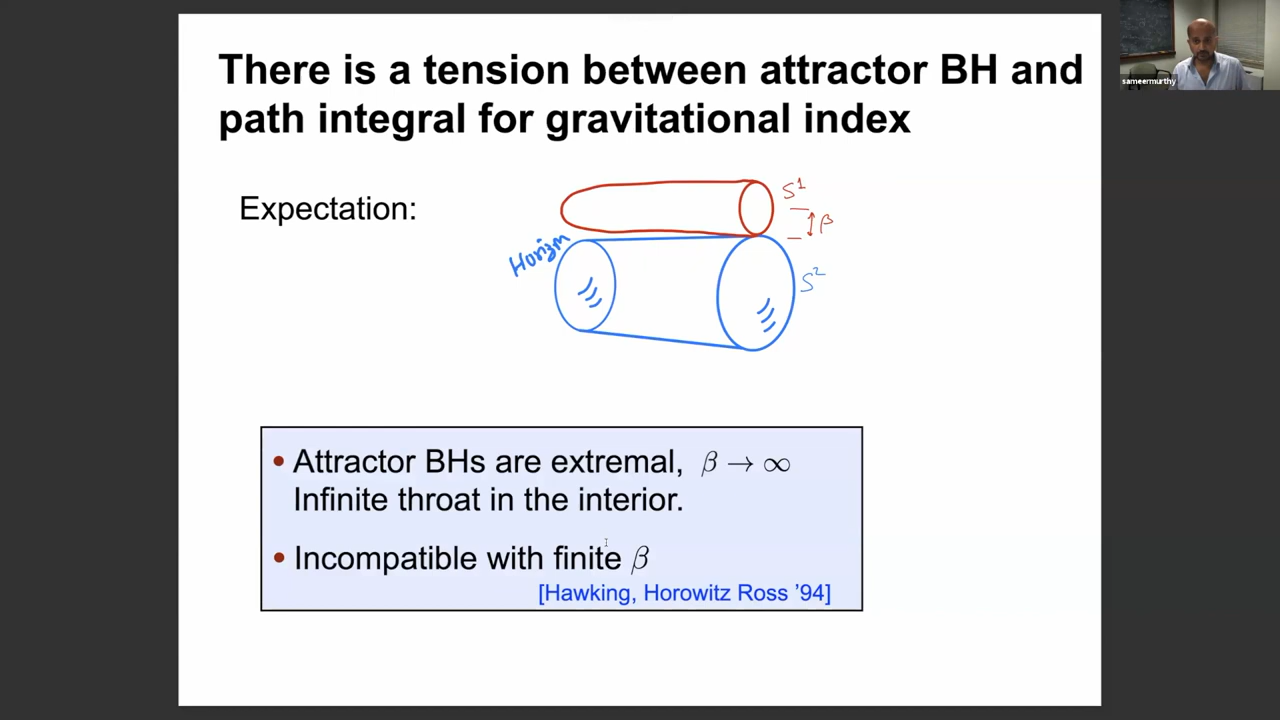 There is a tension between attractor BH and
path integral for gravitational index
sameermurthy
Expectation:
S¹
β
Horizon
S²
• Attractor BHs are extremal, β → ∞
Infinite throat in the interior.
• Incompatible with finite β
[Hawking, Horowitz Ross ’94]